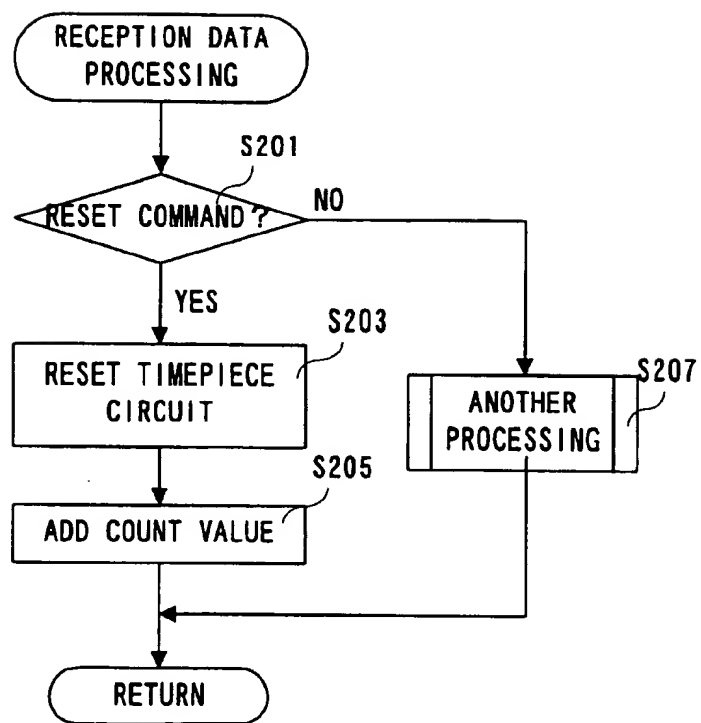 RECEPTION DATA
PROCESSING
S201
RESET COMMAND?
NO
YES
S203
RESET TIMEPIECE
CIRCUIT
S207
ANOTHER
PROCESSING
S205
ADD COUNT VALUE
RETURN